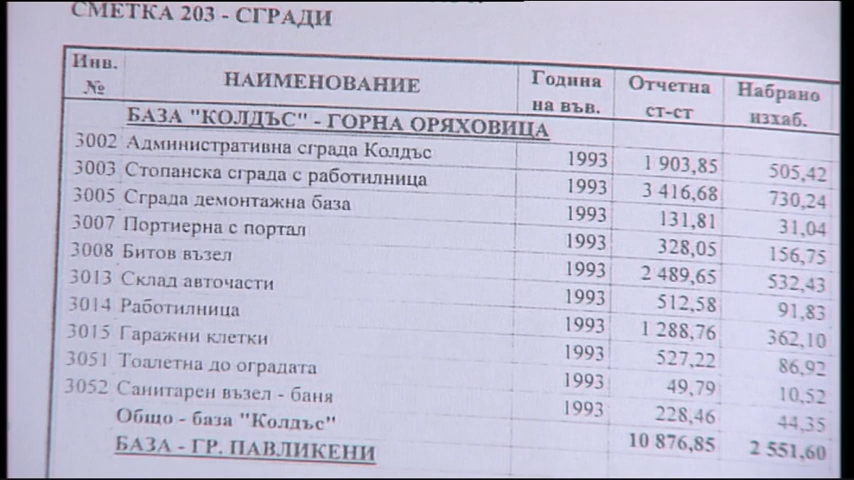 СМЕТКА 203 - СГРАДИ
Инв. № НАИМЕНОВАНИЕ Година на във. Отчетна ст-ст Набрано изхаб.
БАЗА "КОЛДЪС" - ГОРНА ОРЯХОВИЦА
3002 Административна сграда Колдъс 1993 1 903,85 505,42
3003 Стопанска сграда с работилница 1993 3 416,68 730,24
3005 Сграда демонтажна база 1993 131,81 31,04
3007 Портиерна с портал 1993 328,05 156,75
3008 Битов възел 1993 2 489,65 532,43
3013 Склад авточасти 1993 512,58 91,83
3014 Работилница 1993 1 288,76 362,10
3015 Гаражни клетки 1993 527,22 86,92
3051 Тоалетна до оградата 1993 49,79 10,52
3052 Санитарен възел - баня 1993 228,46 44,35
Общо - база "Колдъс" 10 876,85 2 551,60
БАЗА - ГР. ПАВЛИКЕНИ